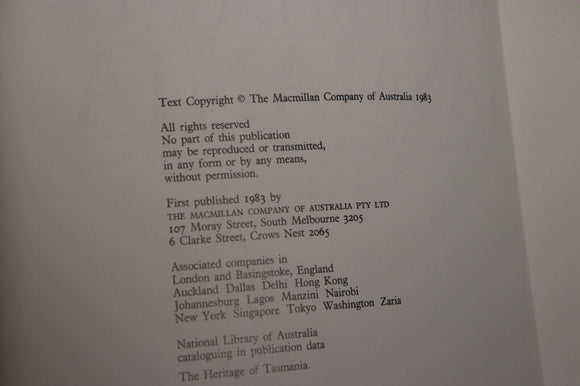 Text Copyright © The Macmillan Company of Australia 1983
All rights reserved
No part of this publication
may be reproduced or transmitted,
in any form or by any means,
without permission.
First published 1983 by
THE MACMILLAN COMPANY OF AUSTRALIA PTY LTD
107 Moray Street, South Melbourne 3205
6 Clarke Street, Crows Nest 2065
Associated companies in
London and Basingstoke, England
Auckland Dallas Delhi Hong Kong
Johannesburg Lagos Manzini Nairobi
New York Singapore Tokyo Washington Zaria
National Library of Australia
cataloguing in publication data
The Heritage of Tasmania.